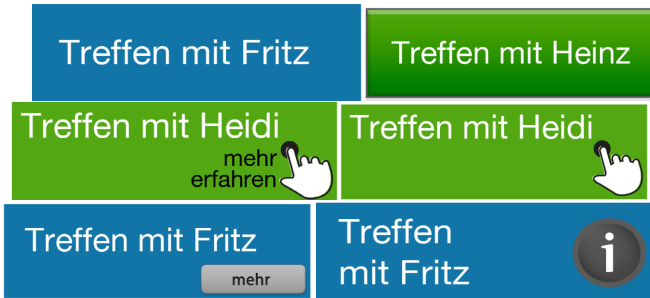 Treffen mit Fritz
Treffen mit Heinz
Treffen mit Heidi
mehr
erfahren
Treffen mit Heidi
Treffen mit Fritz
mehr
Treffen
mit Fritz
i